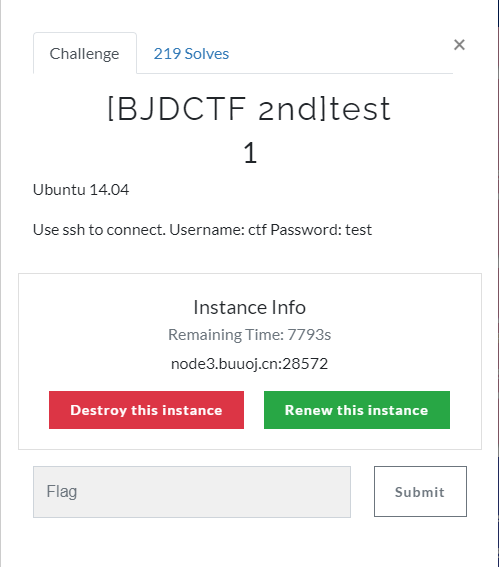 Challenge
219 Solves
×
[BJDCTF 2nd]test
1
Ubuntu 14.04
Use ssh to connect. Username: ctf Password: test
Instance Info
Remaining Time: 7793s
node3.buuoj.cn:28572
Destroy this instance
Renew this instance
Flag
Submit